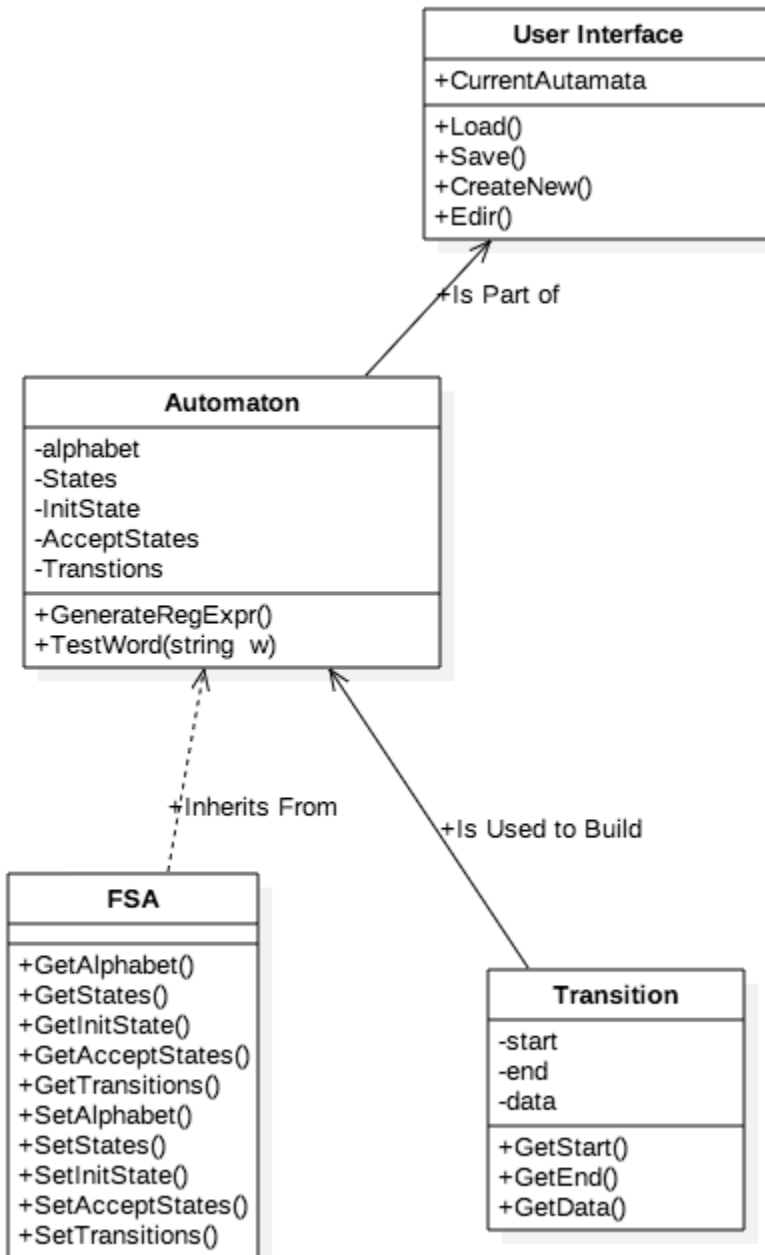 User Interface
+CurrentAutamata
+Load()
+Save()
+CreateNew()
+Edir()
+Is Part of
Automaton
-alphabet
-States
-InitState
-AcceptStates
-Transtions
+GenerateRegExpr()
+TestWord(string w)
+Inherits From
+Is Used to Build
FSA
+GetAlphabet()
+GetStates()
+GetInitState()
+GetAcceptStates()
+GetTransitions()
+SetAlphabet()
+SetStates()
+SetInitState()
+SetAcceptStates()
+SetTransitions()
Transition
-start
-end
-data
+GetStart()
+GetEnd()
+GetData()